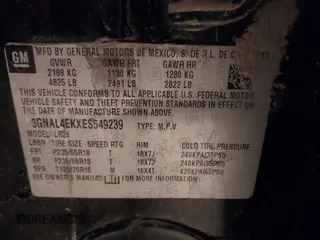 GM
MFD BY GENERAL MOTORS DE MEXICO, S. DE R.L. DE C
GVWR GAWR FRT GAWR RR
2189 KG 1130 KG 1280 KG
4825 LB 2491 LB 2822 LB
THIS VEHICLE CONFORMS TO ALL APPLICABLE U.S. FEDERAL
MOTOR VEHICLE SAFETY, BUMPER, AND THEFT PREVENTION
STANDARDS IN EFFECT ON THE DATE OF MANUFACTURE SHOWN ABOVE.
3GNAL4EKXES549239 TYPE: M.P.V.
LR26
TIRE SIZE SPEED RTG RIM COLD TIRE PRESSURE
FRT P235/55R18 T 18X7J 240KPA(35PSI)
RR P235/55R18 T 18X7J 240KPA(35PSI)
SPA T135/70R16 M 16X4T 420KPA(60PSI)
SEE OWNER'S MANUAL FOR ADDITIONAL INFORMATION